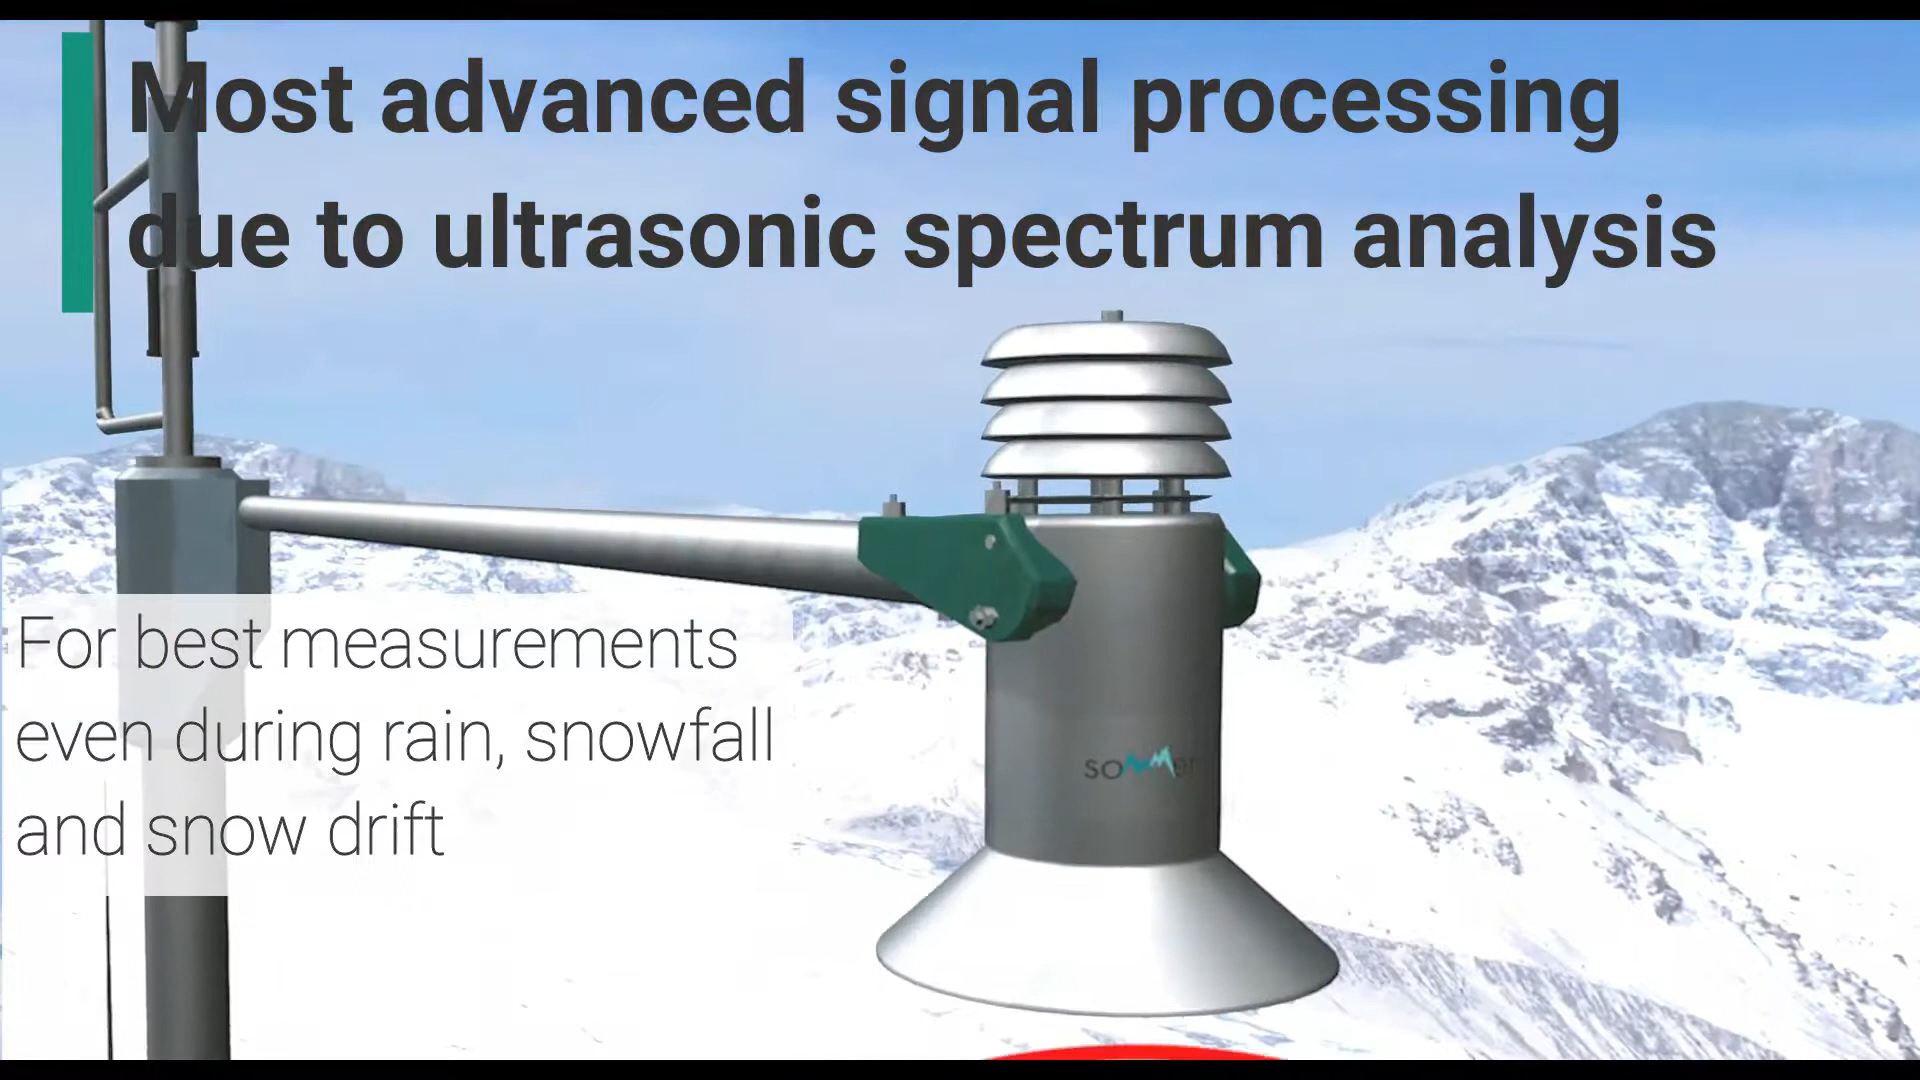 Most advanced signal processing
due to ultrasonic spectrum analysis
For best measurements
even during rain, snowfall
and snow drift
sommer